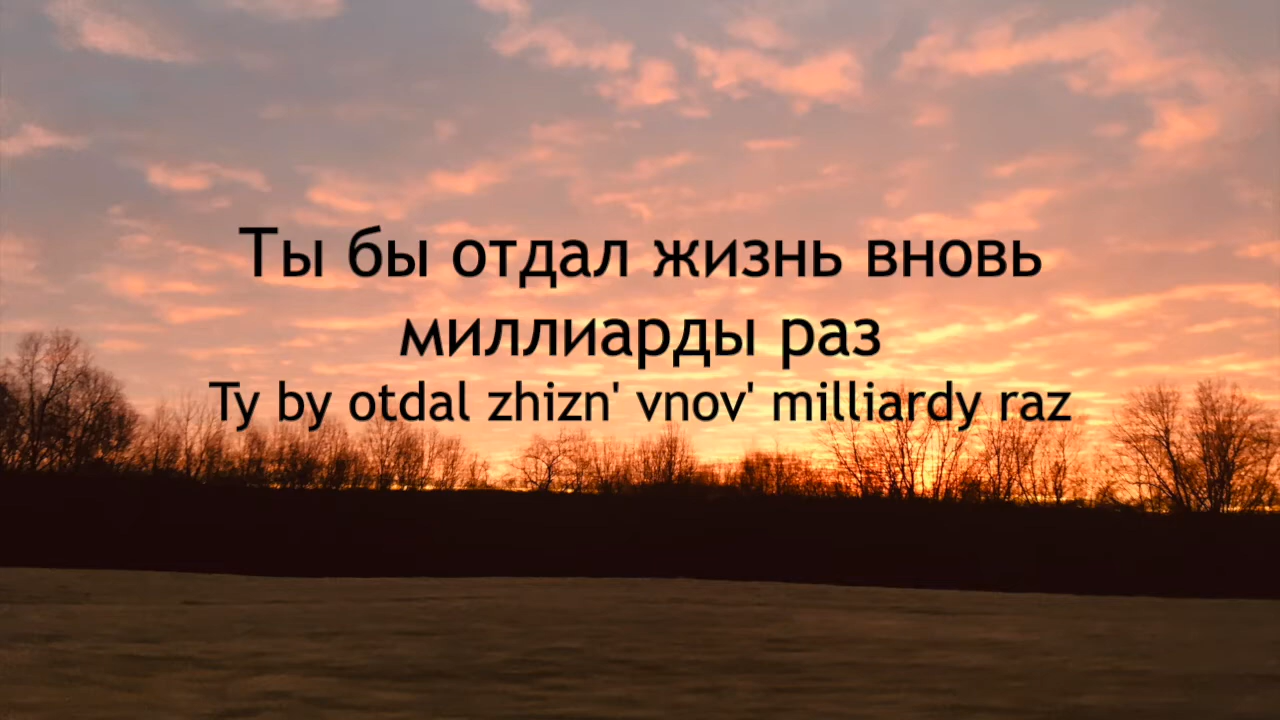 Ты бы отдал жизнь вновь
миллиарды раз
Ty by otdal zhizn' vnov' milliardy raz